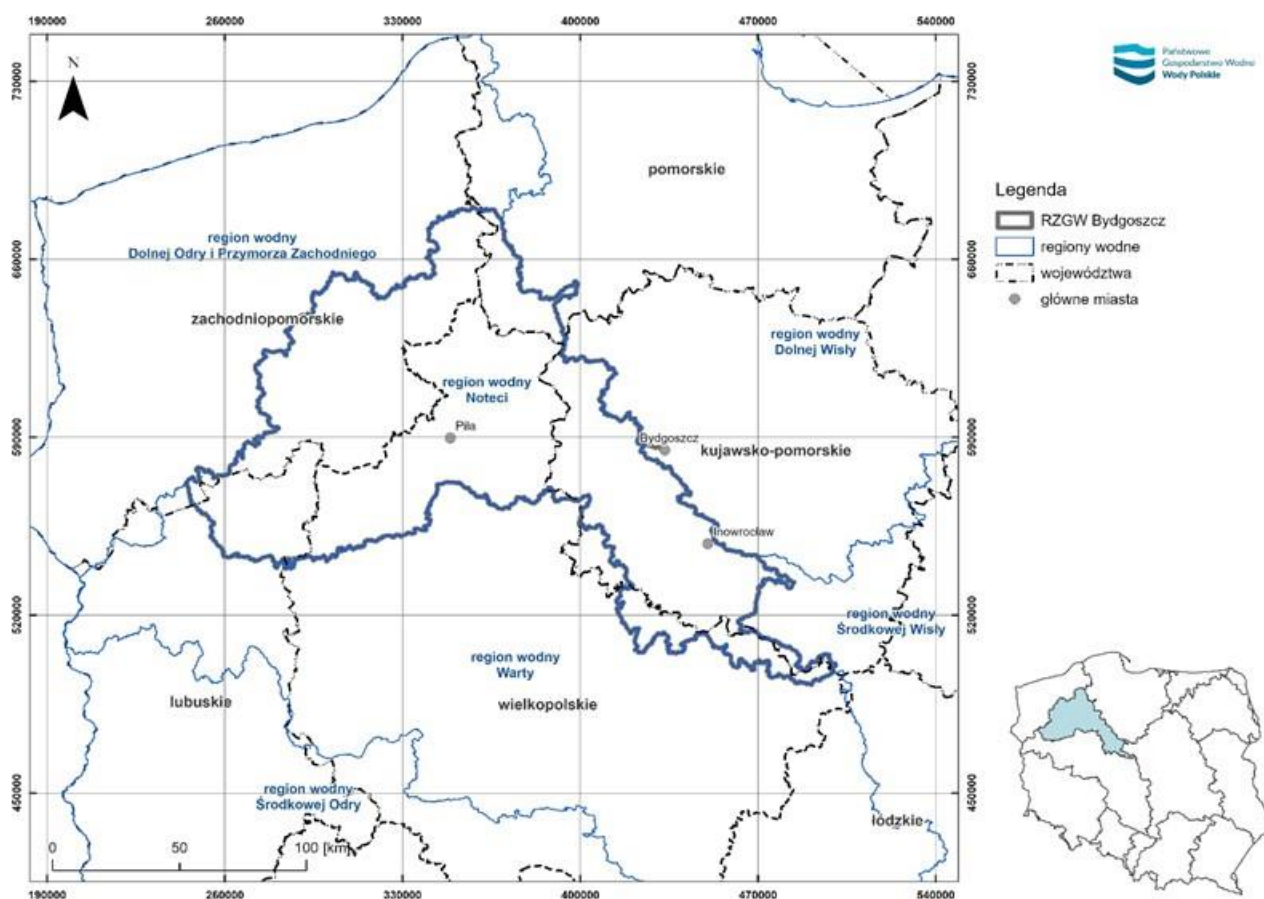 190000 260000 330000 400000 470000 540000
N
730000 730000
Państwowe
Gospodarstwo Wodne
Wody Polskie
pomorskie
Legenda
RZGW Bydgoszcz
regiony wodne
województwa
główne miasta
region wodny
Dolnej Odry i Przymorza Zachodniego
660000 660000
zachodniopomorskie
region wodny
Dolnej Wisły
region wodny
Noteci
Piła
590000 590000
Bydgoszcz
kujawsko-pomorskie
Inowrocław
520000 520000
region wodny
Środkowej Wisły
region wodny
Warty
lubuskie
wielkopolskie
region wodny
Środkowej Odry
450000 450000
łódzkie
0 50 100 [km]
190000 260000 330000 400000 470000 540000